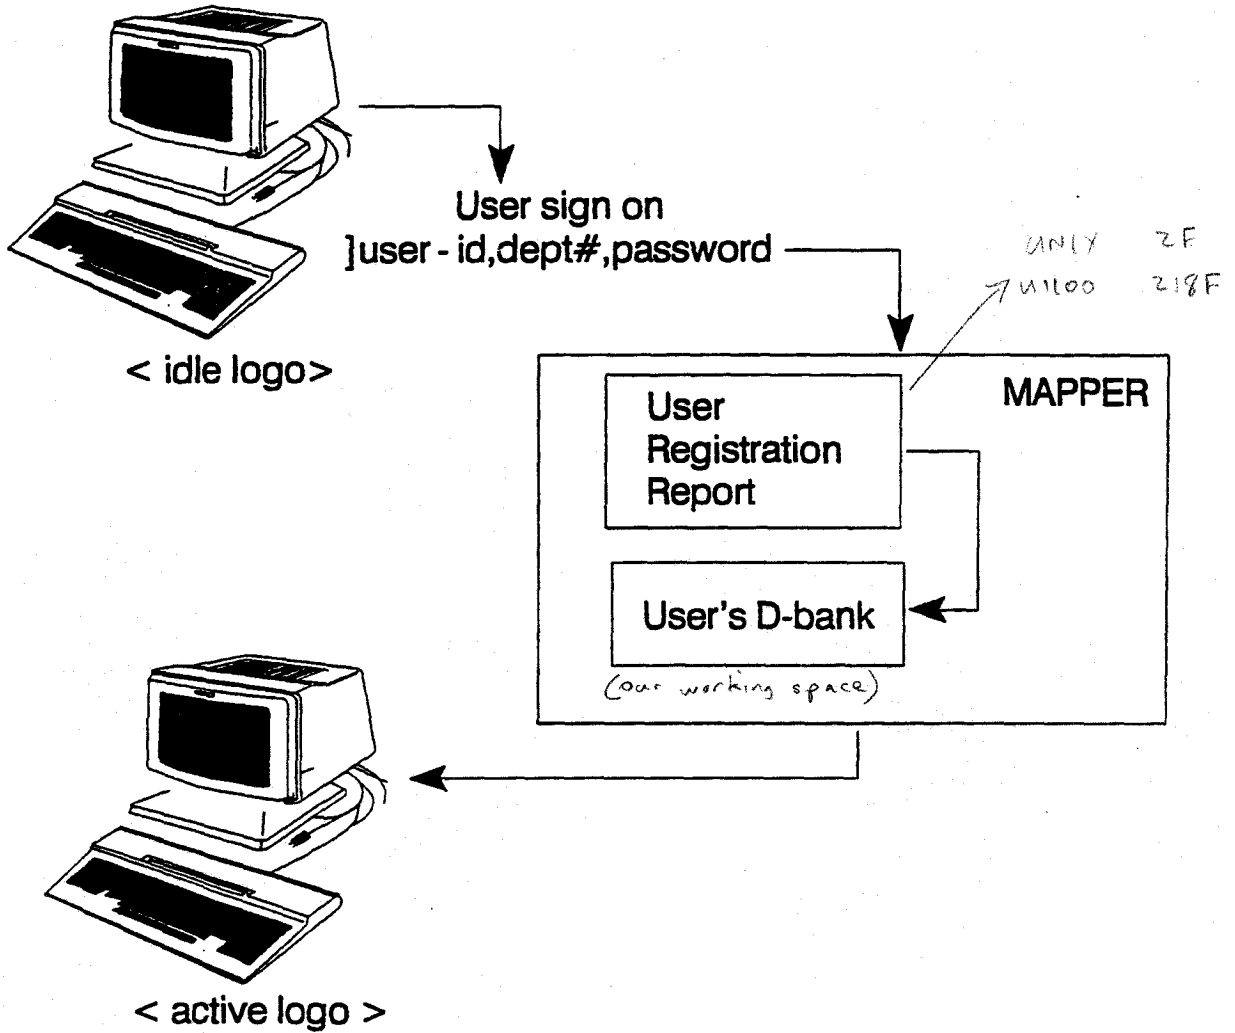 User sign on
]user - id,dept#,password
UNIX 2F
U1100 218F
< idle logo>
MAPPER
User
Registration
Report
User's D-bank
(our working space)
< active logo >